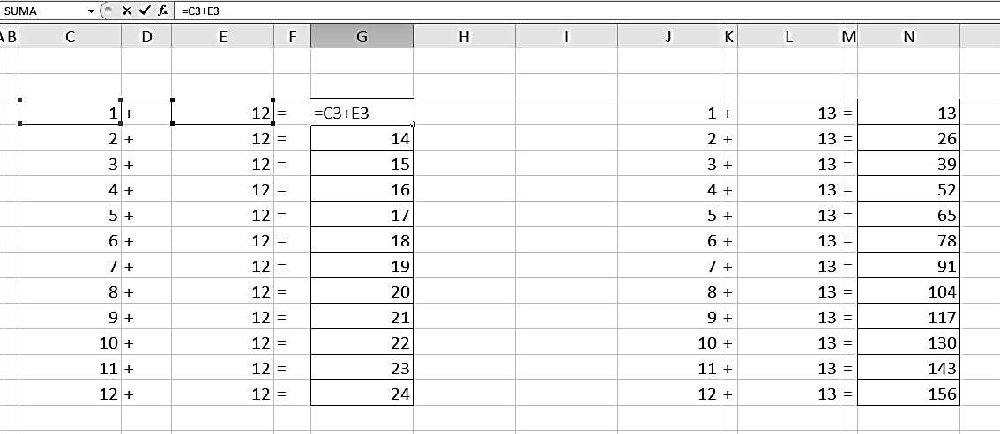 SUMA fx =C3+E3
A B C D E F G H I J K L M N
1 + 12 = =C3+E3 1 + 13 = 13
2 + 12 = 14 2 + 13 = 26
3 + 12 = 15 3 + 13 = 39
4 + 12 = 16 4 + 13 = 52
5 + 12 = 17 5 + 13 = 65
6 + 12 = 18 6 + 13 = 78
7 + 12 = 19 7 + 13 = 91
8 + 12 = 20 8 + 13 = 104
9 + 12 = 21 9 + 13 = 117
10 + 12 = 22 10 + 13 = 130
11 + 12 = 23 11 + 13 = 143
12 + 12 = 24 12 + 13 = 156